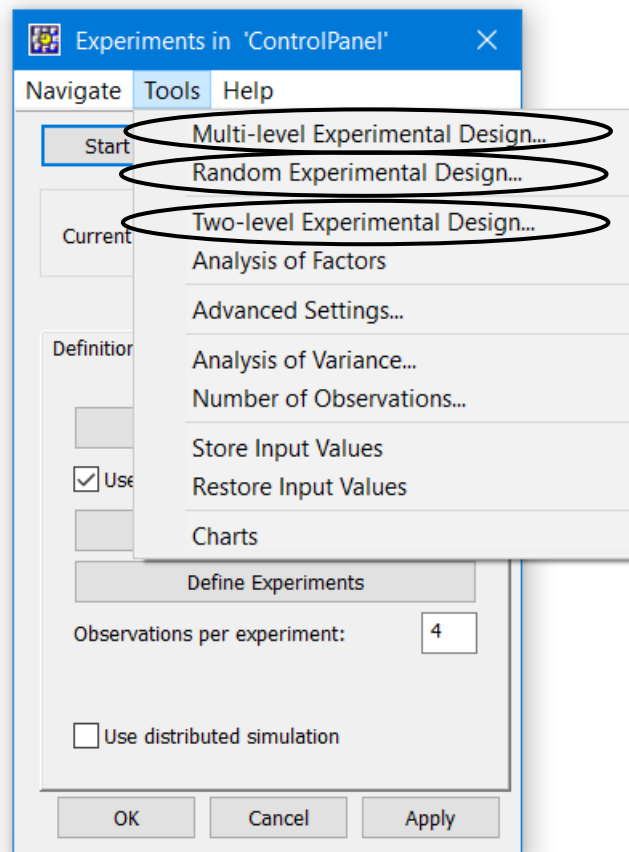 Experiments in 'ControlPanel'
Navigate Tools Help
Start
Multi-level Experimental Design...
Random Experimental Design...
Current
Two-level Experimental Design...
Analysis of Factors
Advanced Settings...
Definition
Analysis of Variance...
Number of Observations...
Store Input Values
Use
Restore Input Values
Charts
Define Experiments
Observations per experiment: 4
Use distributed simulation
OK Cancel Apply